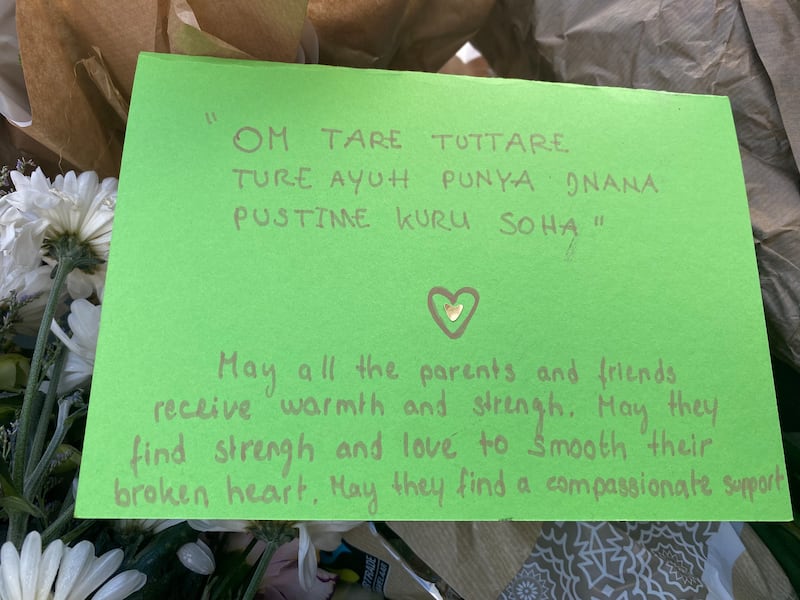 "OM TARE TUTTARE
TURE AYUH PUNYA JNANA
PUSTIME KURU SOHA"
May all the parents and friends
receive warmth and strengh. May they
find strengh and love to smooth their
broken heart. May they find a compassionate support